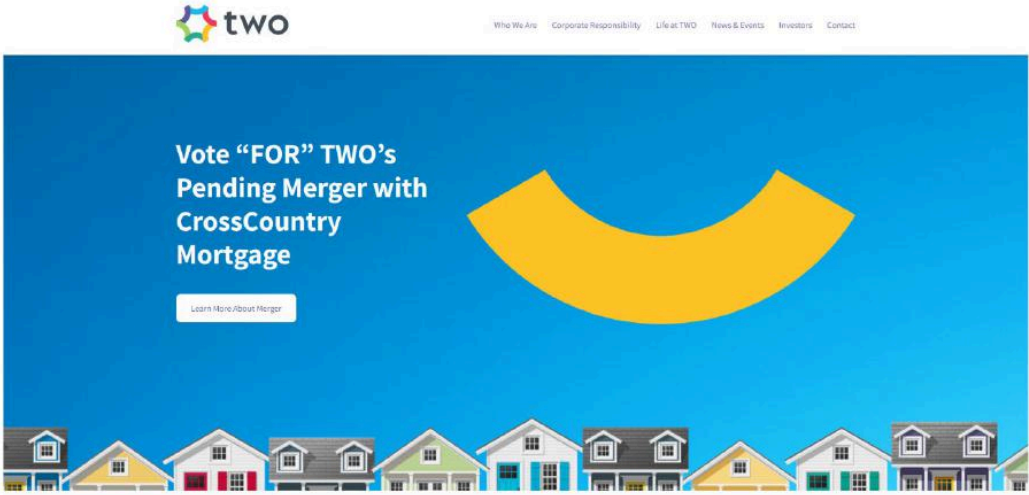 two
Who We Are Corporate Responsibility Life at TWO News & Events Investors Contact
Vote “FOR” TWO’s
Pending Merger with
CrossCountry
Mortgage
Learn More About Merger